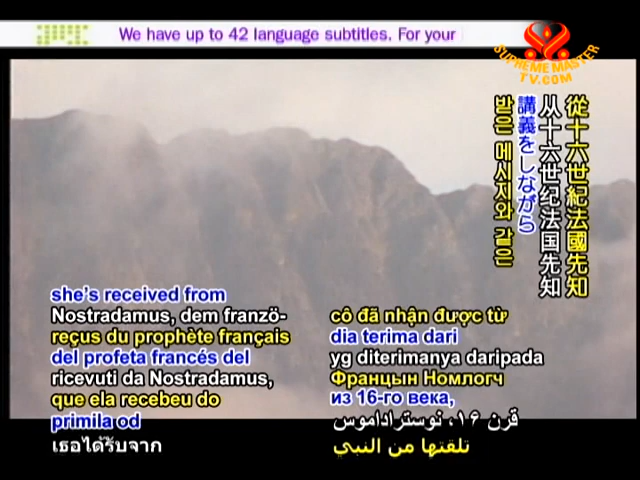 We have up to 42 language subtitles. For your
SUPREME MASTER
TV.COM
從十六世紀法國先知
从十六世纪法国先知
講義をしながら
받은 메시지와 같은
she's received from
Nostradamus, dem franzö-
reçus du prophète français
del profeta francés del
ricevuti da Nostradamus,
que ela recebeu do
primila od
เธอได้รับจาก
cô đã nhận được từ
dia terima dari
yg diterimanya daripada
Францын Номлогч
из 16-го века,
قرن ۱۶، نوستراداموس
تلقتها من النبي